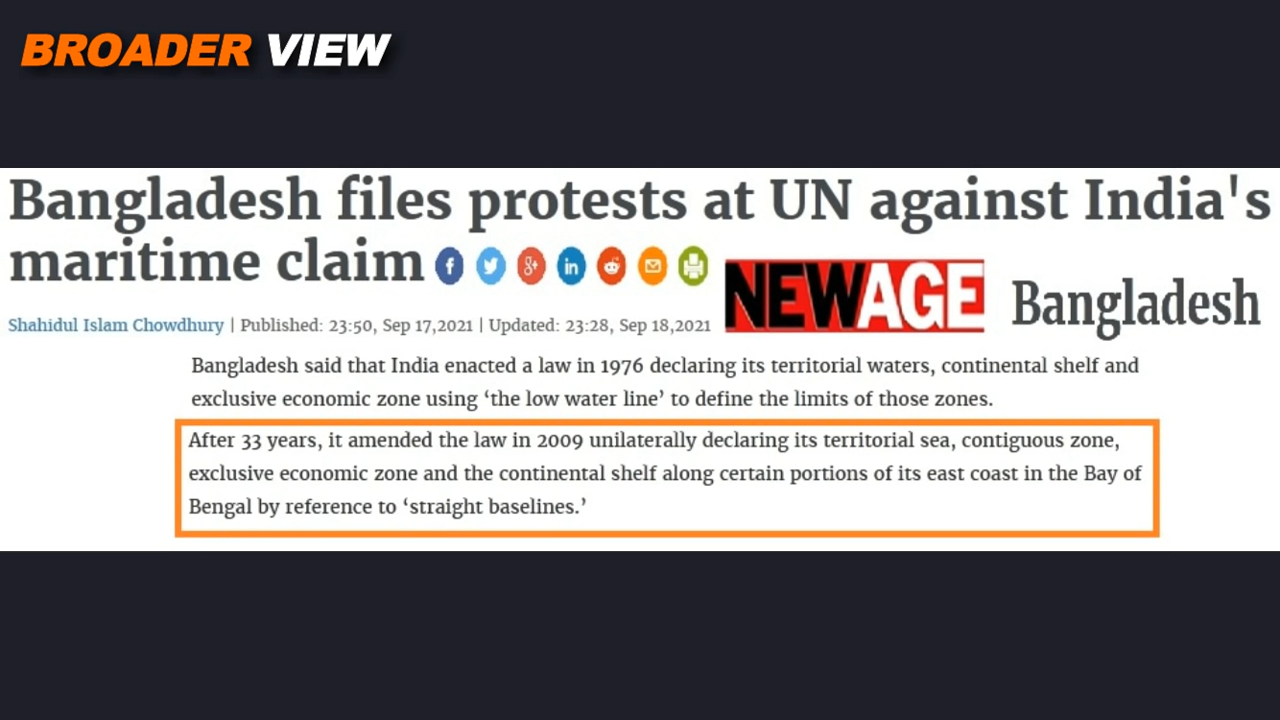 BROADER VIEW
Bangladesh files protests at UN against India's
maritime claim
NEWAGE Bangladesh
Shahidul Islam Chowdhury | Published: 23:50, Sep 17,2021 | Updated: 23:28, Sep 18,2021
Bangladesh said that India enacted a law in 1976 declaring its territorial waters, continental shelf and
exclusive economic zone using ‘the low water line’ to define the limits of those zones.
After 33 years, it amended the law in 2009 unilaterally declaring its territorial sea, contiguous zone,
exclusive economic zone and the continental shelf along certain portions of its east coast in the Bay of
Bengal by reference to ‘straight baselines.’